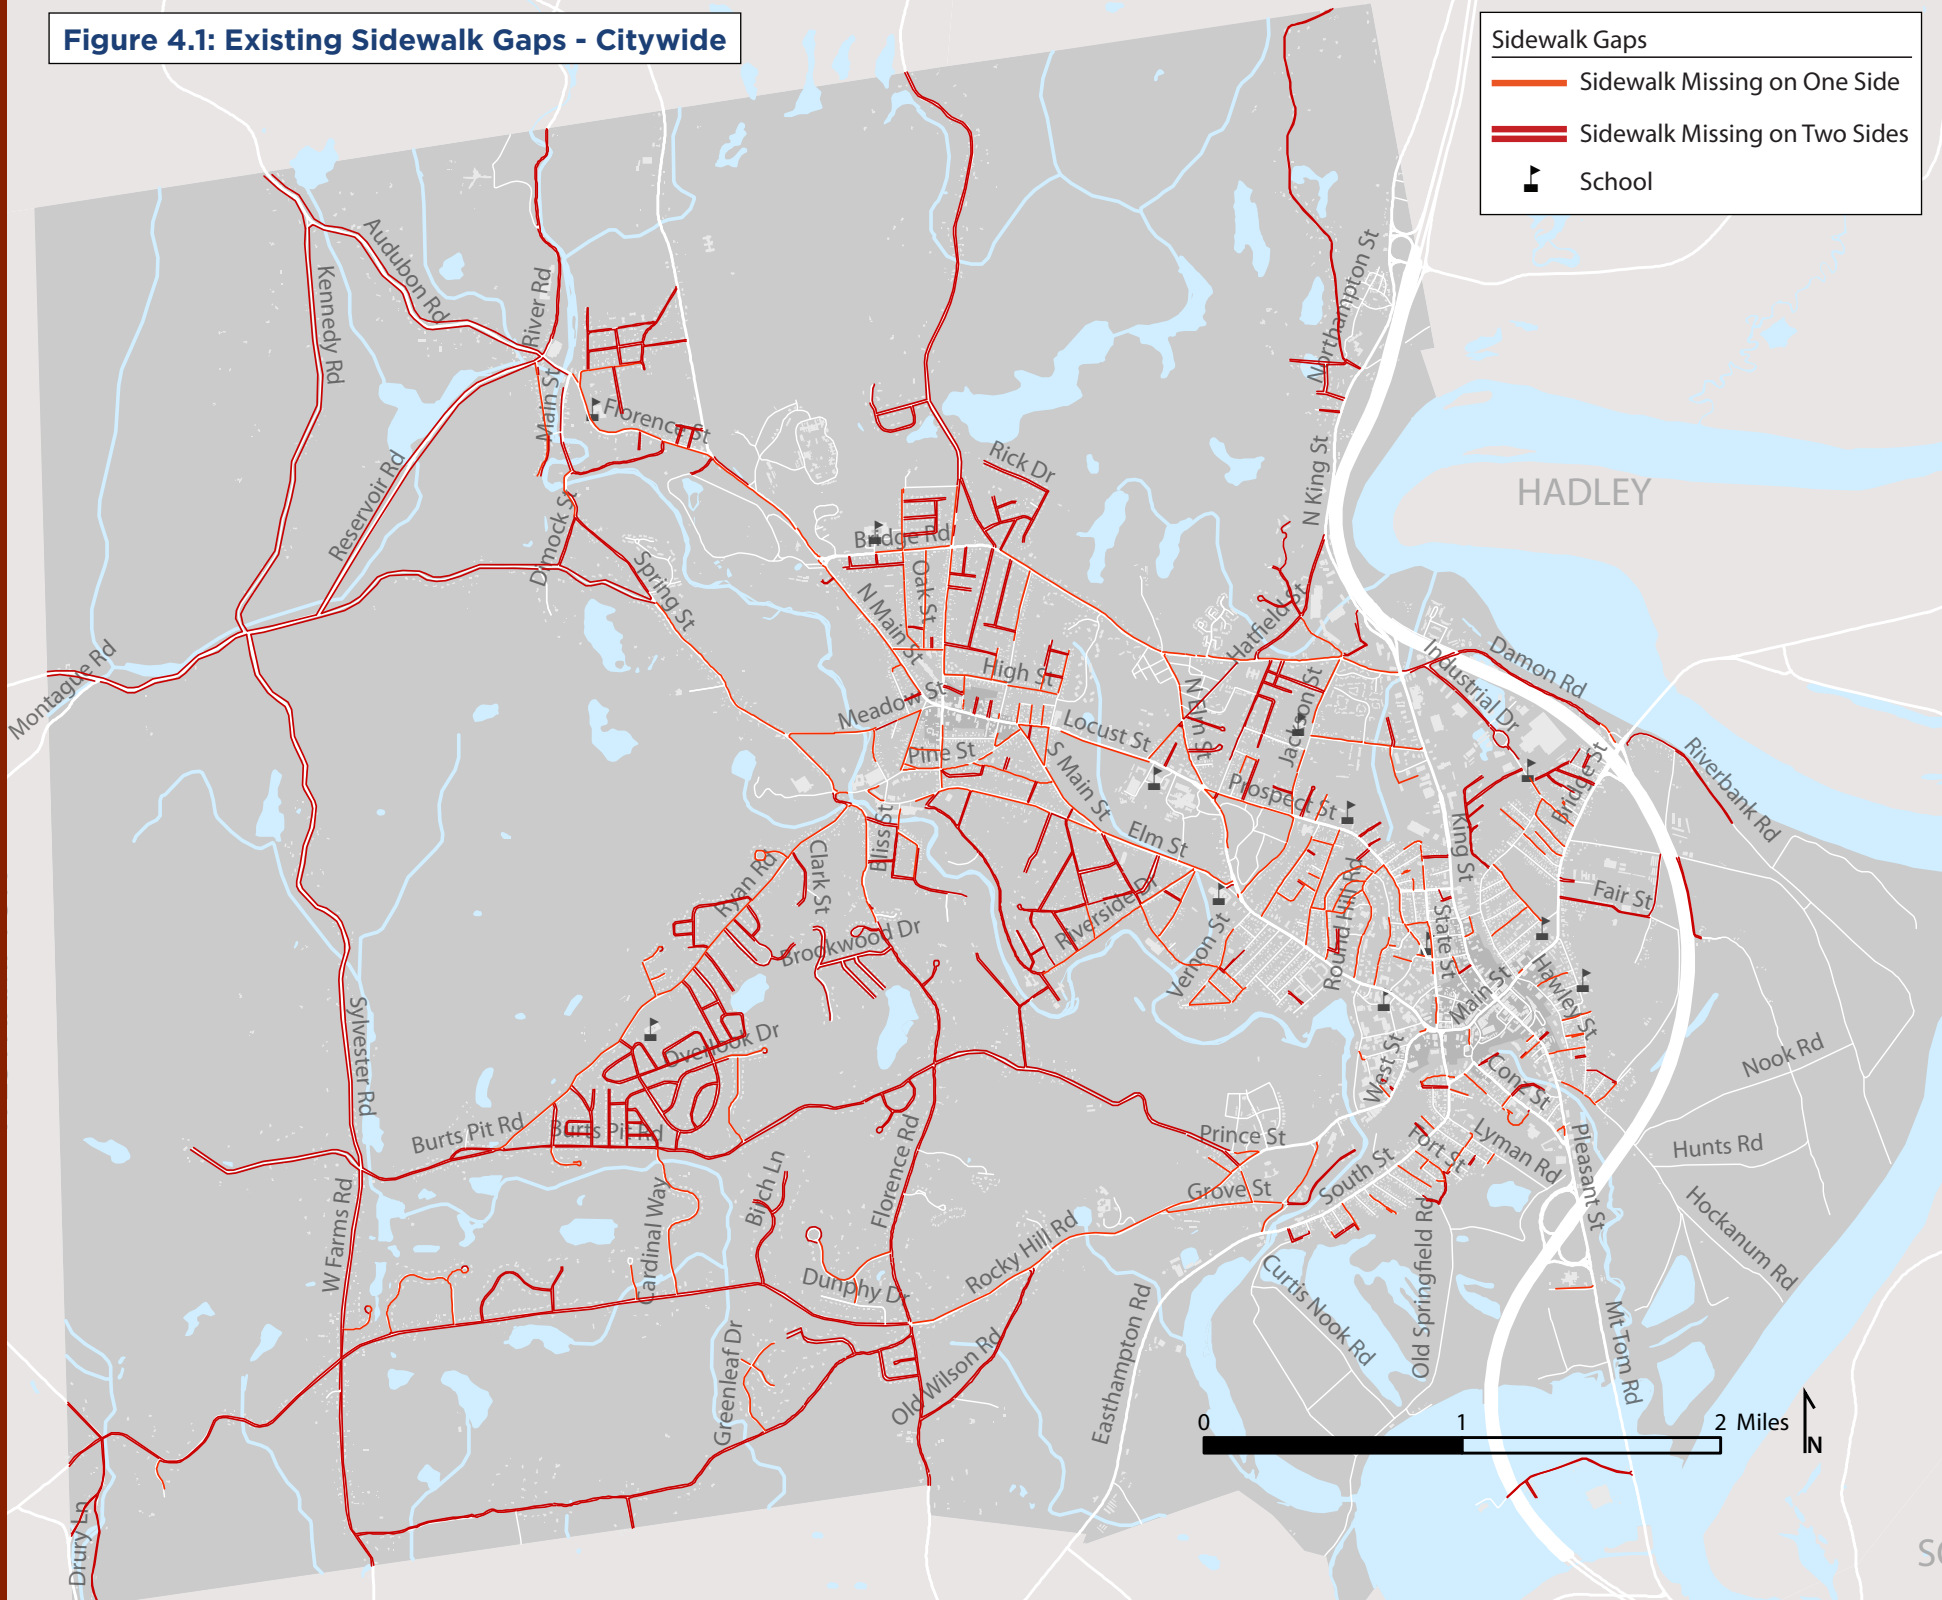 Figure 4.1: Existing Sidewalk Gaps - Citywide
Sidewalk Gaps
Sidewalk Missing on One Side
Sidewalk Missing on Two Sides
School
Audubon Rd
Kennedy Rd
River Rd
Northampton St
Main St
Florence St
Rick Dr
N King St
HADLEY
Reservoir Rd
Dimock St
Bridge Rd
Spring St
Oak St
N Main St
Hatfield St
Montague Rd
High St
Industrial Dr
Damon Rd
Meadow St
N Elm St
Jackson St
Locust St
Pine St
S Main St
Prospect St
Bridge St
Riverbank Rd
Elm St
King St
Bliss St
Clark St
Ryan Rd
Riverside Dr
Round Hill Rd
Fair St
Brookwood Dr
Vernon St
State St
Main St
Hawley St
Sylvester Rd
Overlook Dr
West St
Conz St
Nook Rd
Burts Pit Rd
Burts Pit Rd
Prince St
Fort St
Lyman Rd
Pleasant St
Hunts Rd
W Farms Rd
Cardinal Way
Birch Ln
Florence Rd
Grove St
South St
Hockanum Rd
Rocky Hill Rd
Old Springfield Rd
Dunphy Dr
Curtis Nook Rd
Easthampton Rd
Mt Tom Rd
Greenleaf Dr
Old Wilson Rd
0 1 2 Miles
N
Drury Ln
SO